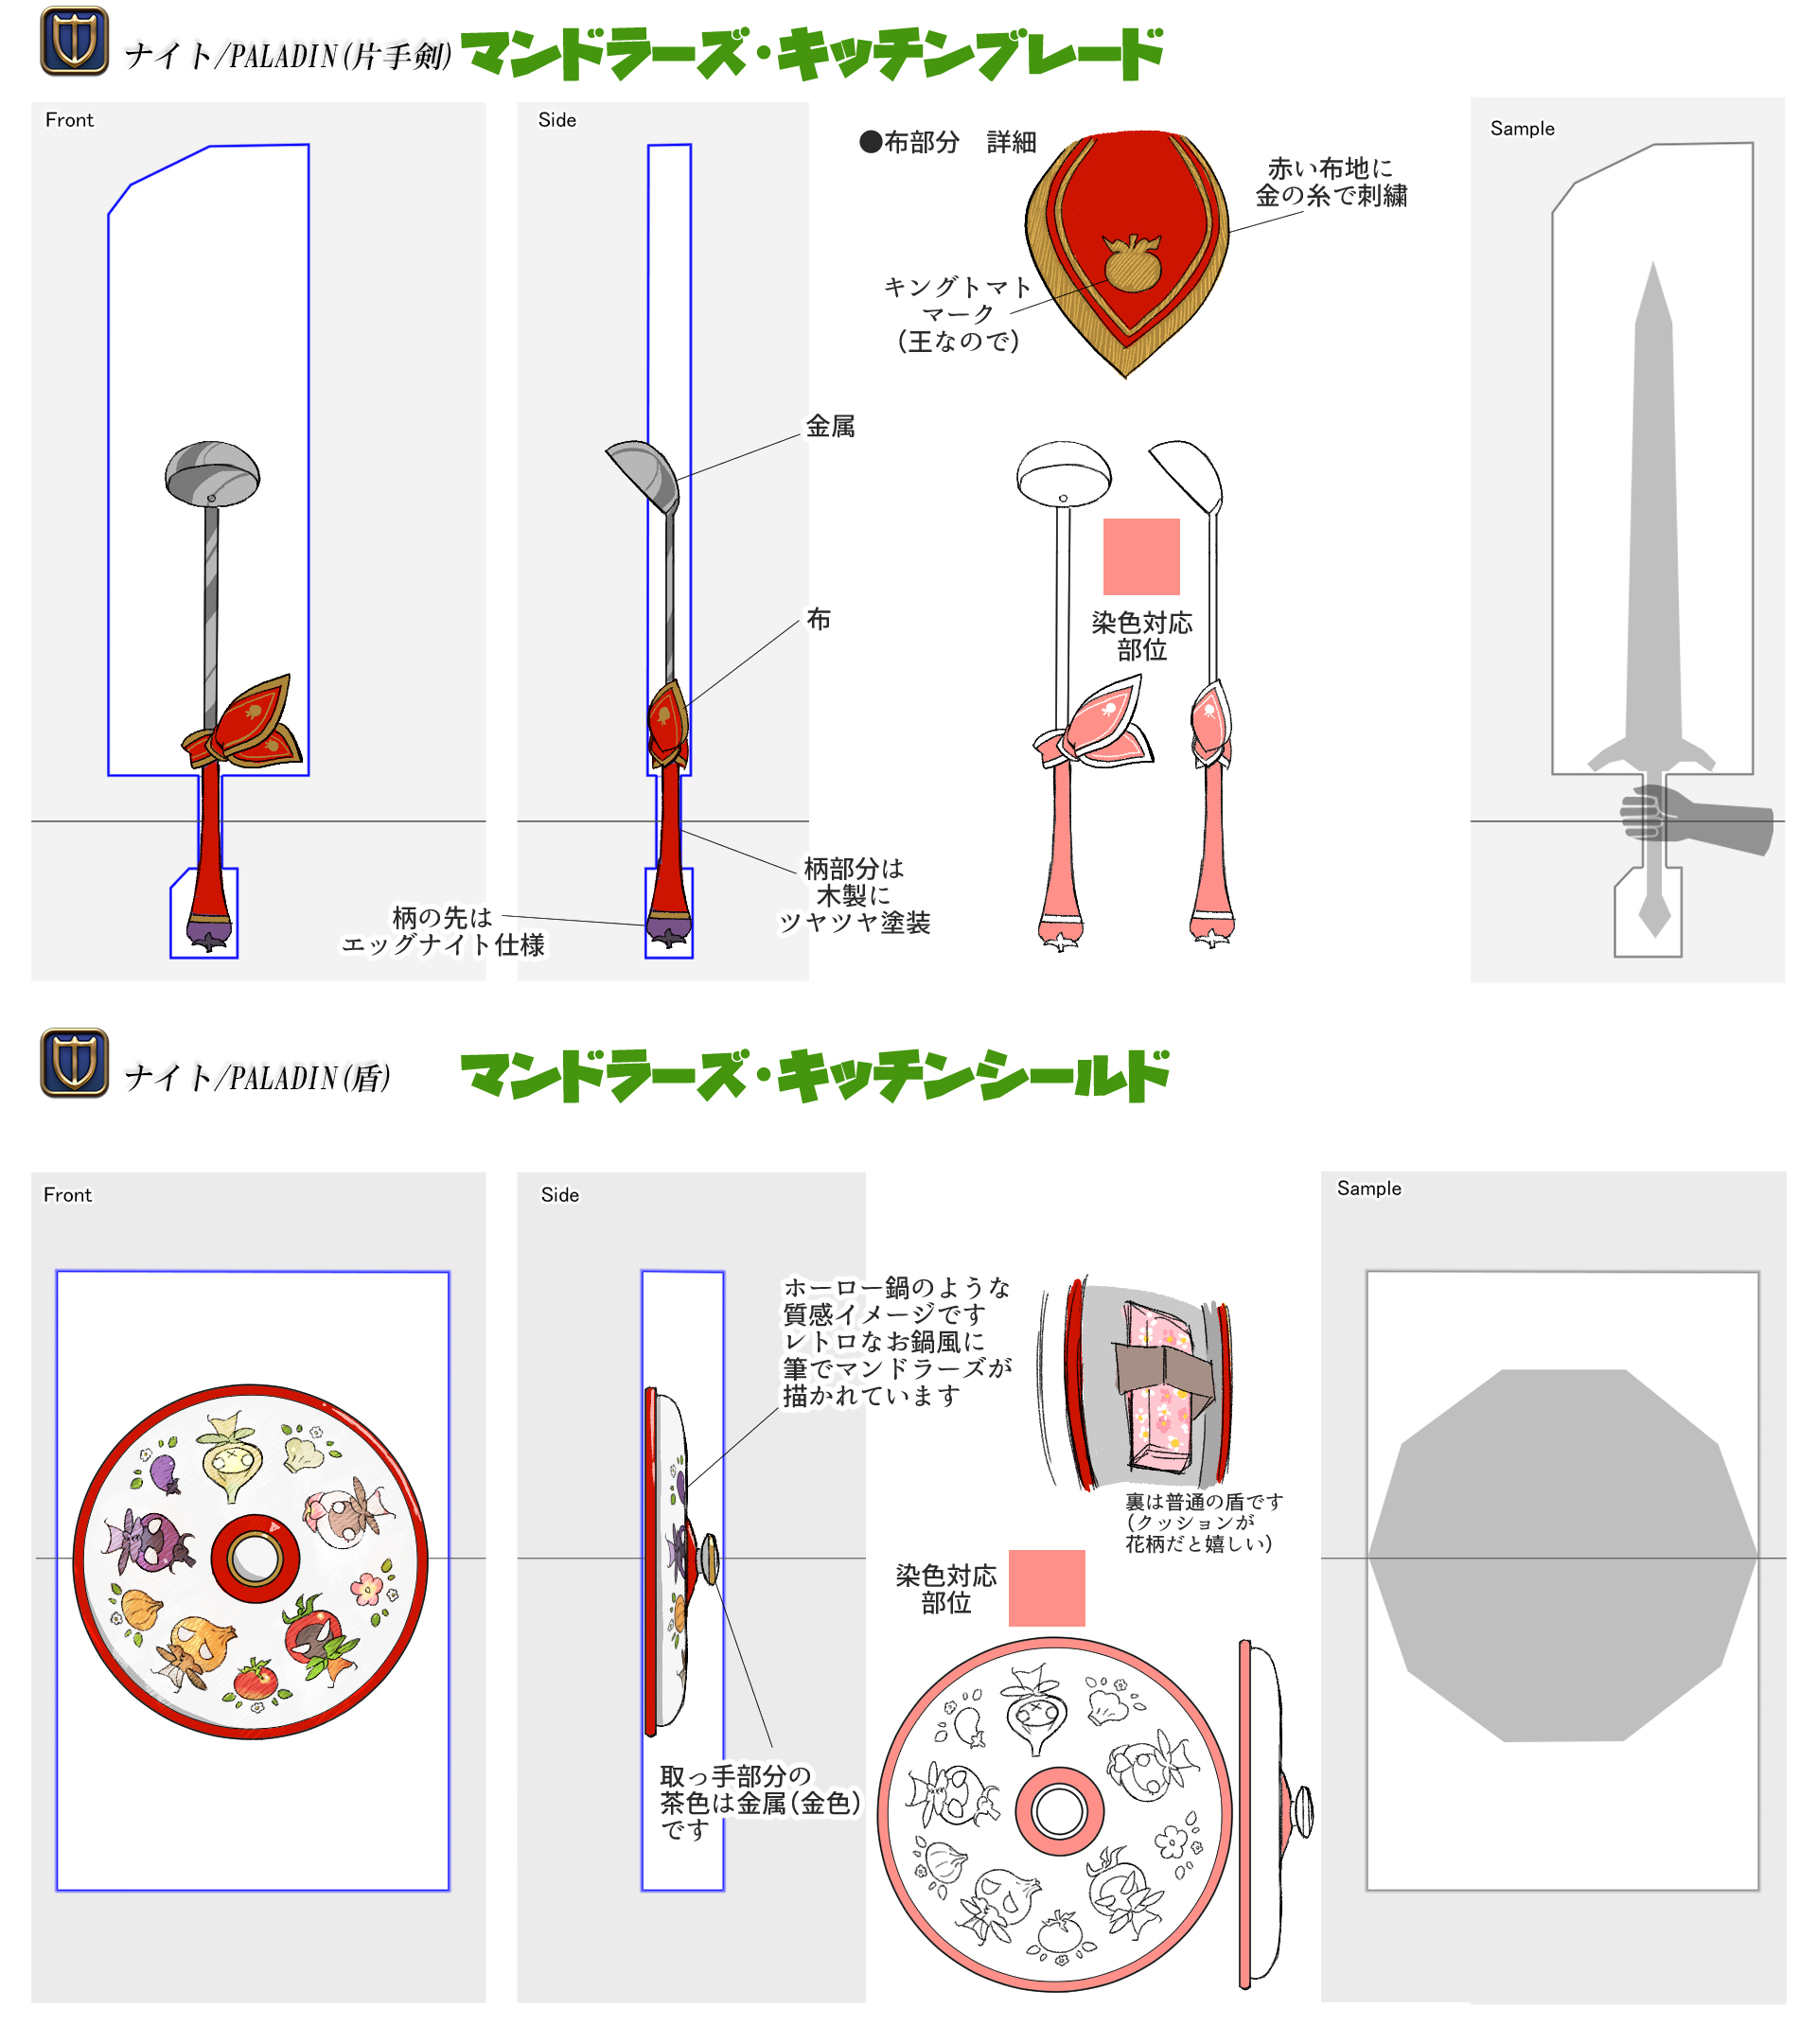 ナイト/PALADIN(片手剣) マンドラーズ・キッチンブレード
Front
Side
●布部分　詳細
赤い布地に
金の糸で刺繍
キングトマト
マーク
(王なので)
Sample
金属
布
染色対応
部位
柄部分は
木製に
ツヤツヤ塗装
柄の先は
エッグナイト仕様
ナイト/PALADIN(盾) マンドラーズ・キッチンシールド
Front
Side
ホーロー鍋のような
質感イメージです
レトロなお鍋風に
筆でマンドラーズが
描かれています
裏は普通の盾です
(クッションが
花柄だと嬉しい)
Sample
染色対応
部位
取っ手部分の
茶色は金属(金色)
です